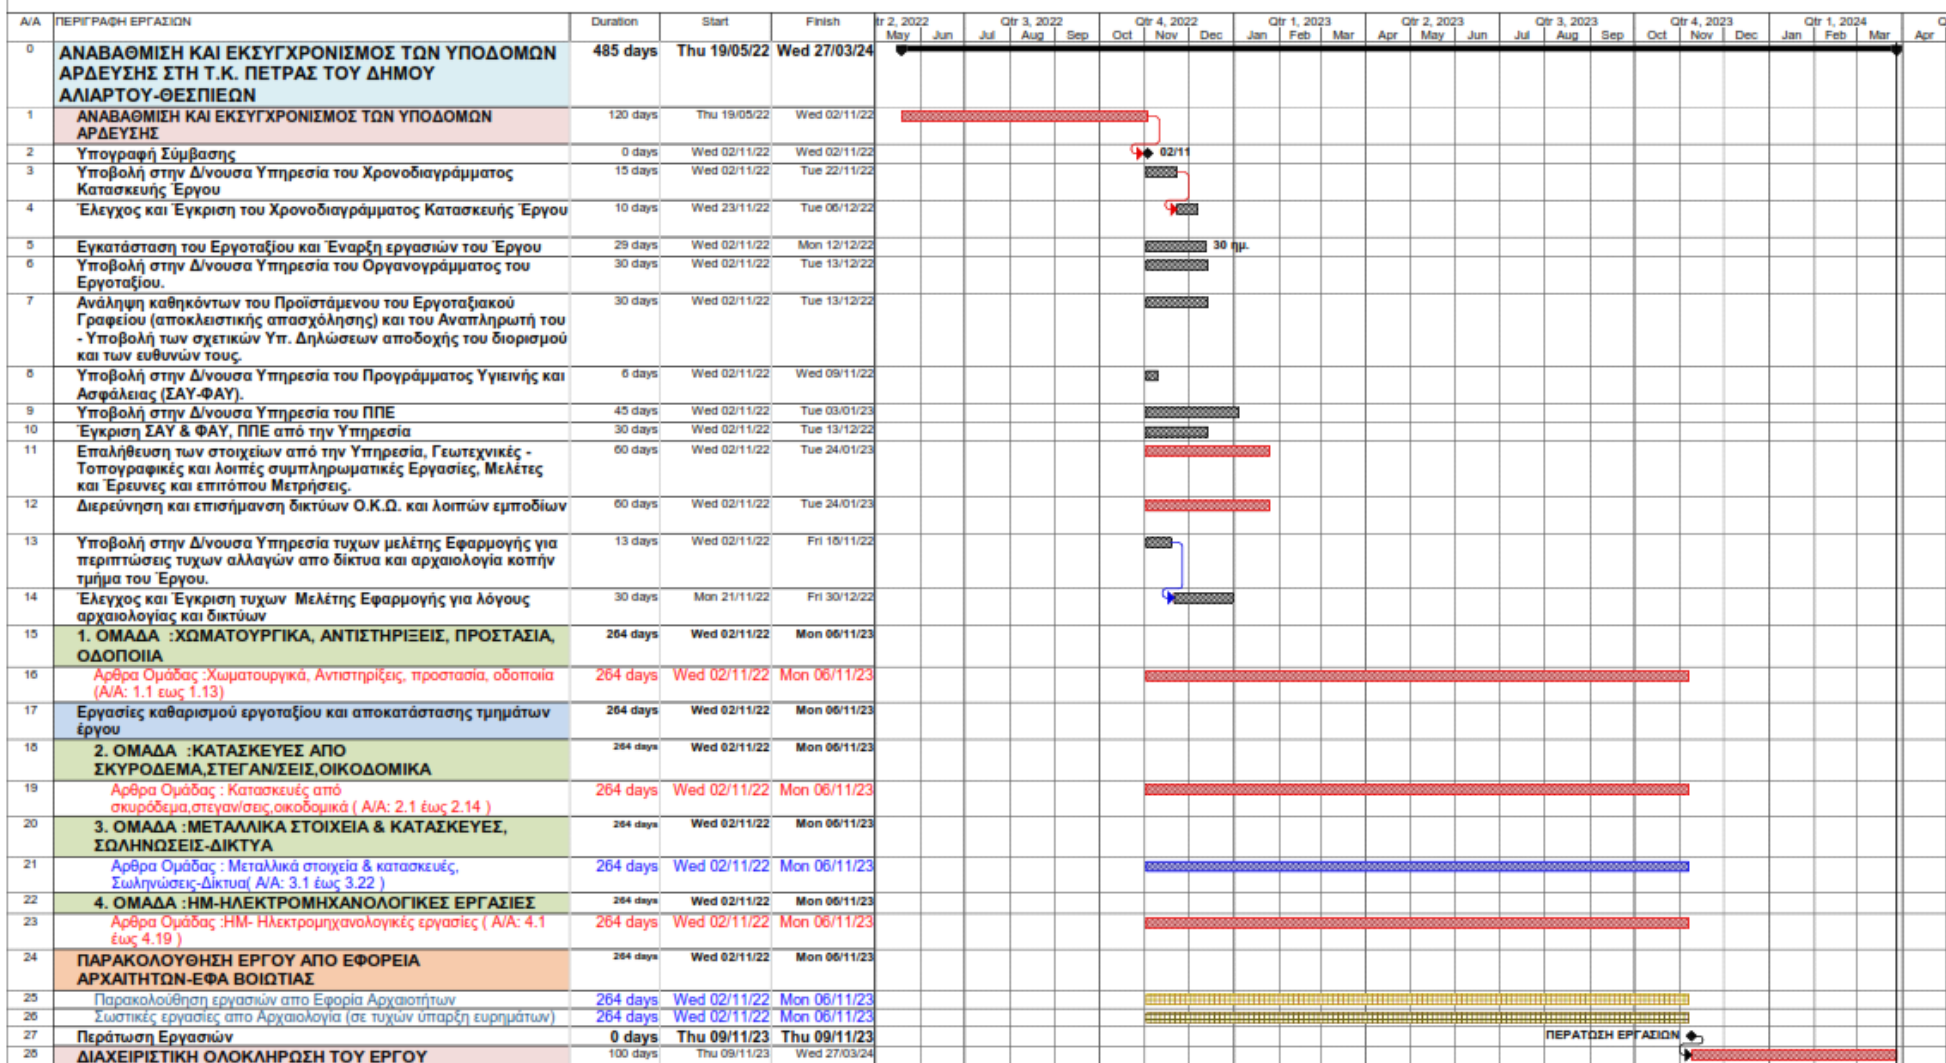 Α/Α ΠΕΡΙΓΡΑΦΗ ΕΡΓΑΣΙΩΝ Duration Start Finish tr 2, 2022 Qtr 3, 2022 Qtr 4, 2022 Qtr 1, 2023 Qtr 2, 2023 Qtr 3, 2023 Qtr 4, 2023 Qtr 1, 2024 Q
May Jun Jul Aug Sep Oct Nov Dec Jan Feb Mar Apr May Jun Jul Aug Sep Oct Nov Dec Jan Feb Mar Apr
0 ΑΝΑΒΑΘΜΙΣΗ ΚΑΙ ΕΚΣΥΓΧΡΟΝΙΣΜΟΣ ΤΩΝ ΥΠΟΔΟΜΩΝ 485 days Thu 19/05/22 Wed 27/03/24
ΑΡΔΕΥΣΗΣ ΣΤΗ Τ.Κ. ΠΕΤΡΑΣ ΤΟΥ ΔΗΜΟΥ
ΑΛΙΑΡΤΟΥ-ΘΕΣΠΙΕΩΝ
1 ΑΝΑΒΑΘΜΙΣΗ ΚΑΙ ΕΚΣΥΓΧΡΟΝΙΣΜΟΣ ΤΩΝ ΥΠΟΔΟΜΩΝ 120 days Thu 19/05/22 Wed 02/11/22
ΑΡΔΕΥΣΗΣ
2 Υπογραφή Σύμβασης 0 days Wed 02/11/22 Wed 02/11/22 02/11
3 Υποβολή στην Δ/νουσα Υπηρεσία του Χρονοδιαγράμματος 15 days Wed 02/11/22 Tue 22/11/22
Κατασκευής Έργου
4 Έλεγχος και Έγκριση του Χρονοδιαγράμματος Κατασκευής Έργου 10 days Wed 23/11/22 Tue 06/12/22
5 Εγκατάσταση του Εργοταξίου και Έναρξη εργασιών του Έργου 29 days Wed 02/11/22 Mon 12/12/22 30 ημ.
6 Υποβολή στην Δ/νουσα Υπηρεσία του Οργανογράμματος του 30 days Wed 02/11/22 Tue 13/12/22
Εργοταξίου.
7 Ανάληψη καθηκόντων του Προϊστάμενου του Εργοταξιακού 30 days Wed 02/11/22 Tue 13/12/22
Γραφείου (αποκλειστικής απασχόλησης) και του Αναπληρωτή του
- Υποβολή των σχετικών Υπ. Δηλώσεων αποδοχής του διορισμού
και των ευθυνών τους.
8 Υποβολή στην Δ/νουσα Υπηρεσία του Προγράμματος Υγιεινής και 6 days Wed 02/11/22 Wed 09/11/22
Ασφάλειας (ΣΑΥ-ΦΑΥ).
9 Υποβολή στην Δ/νουσα Υπηρεσία του ΠΠΕ 45 days Wed 02/11/22 Tue 03/01/23
10 Έγκριση ΣΑΥ & ΦΑΥ, ΠΠΕ από την Υπηρεσία 30 days Wed 02/11/22 Tue 13/12/22
11 Επαλήθευση των στοιχείων από την Υπηρεσία, Γεωτεχνικές - 60 days Wed 02/11/22 Tue 24/01/23
Τοπογραφικές και λοιπές συμπληρωματικές Εργασίες, Μελέτες
και Έρευνες και επιτόπου Μετρήσεις.
12 Διερεύνηση και επισήμανση δικτύων Ο.Κ.Ω. και λοιπών εμποδίων 60 days Wed 02/11/22 Tue 24/01/23
13 Υποβολή στην Δ/νουσα Υπηρεσία τυχων μελέτης Εφαρμογής για 13 days Wed 02/11/22 Fri 18/11/22
περιπτώσεις τυχων αλλαγών απο δίκτυα και αρχαιολογία κοπήν
τμήμα του Έργου.
14 Έλεγχος και Έγκριση τυχων Μελέτης Εφαρμογής για λόγους 30 days Mon 21/11/22 Fri 30/12/22
αρχαιολογίας και δικτύων
15 1. ΟΜΑΔΑ :ΧΩΜΑΤΟΥΡΓΙΚΑ, ΑΝΤΙΣΤΗΡΙΞΕΙΣ, ΠΡΟΣΤΑΣΙΑ, 264 days Wed 02/11/22 Mon 06/11/23
ΟΔΟΠΟΙΙΑ
16 Αρθρα Ομάδας :Χωματουργικά, Αντιστηρίξεις, προστασία, οδοποιία 264 days Wed 02/11/22 Mon 06/11/23
(Α/Α: 1.1 εως 1.13)
17 Εργασίες καθαρισμού εργοταξίου και αποκατάστασης τμημάτων 264 days Wed 02/11/22 Mon 06/11/23
έργου
18 2. ΟΜΑΔΑ :ΚΑΤΑΣΚΕΥΕΣ ΑΠΟ 264 days Wed 02/11/22 Mon 06/11/23
ΣΚΥΡΟΔΕΜΑ,ΣΤΕΓΑΝ/ΣΕΙΣ,ΟΙΚΟΔΟΜΙΚΑ
19 Αρθρα Ομάδας : Κατασκευές από 264 days Wed 02/11/22 Mon 06/11/23
σκυρόδεμα,στεγαν/σεις,οικοδομικά ( Α/Α: 2.1 έως 2.14 )
20 3. ΟΜΑΔΑ :ΜΕΤΑΛΛΙΚΑ ΣΤΟΙΧΕΙΑ & ΚΑΤΑΣΚΕΥΕΣ, 264 days Wed 02/11/22 Mon 06/11/23
ΣΩΛΗΝΩΣΕΙΣ-ΔΙΚΤΥΑ
21 Αρθρα Ομάδας : Μεταλλικά στοιχεία & κατασκευές, 264 days Wed 02/11/22 Mon 06/11/23
Σωληνώσεις-Δίκτυα( Α/Α: 3.1 έως 3.22 )
22 4. ΟΜΑΔΑ :ΗΜ-ΗΛΕΚΤΡΟΜΗΧΑΝΟΛΟΓΙΚΕΣ ΕΡΓΑΣΙΕΣ 264 days Wed 02/11/22 Mon 06/11/23
23 Αρθρα Ομάδας :ΗΜ- Ηλεκτρομηχανολογικές εργασίες ( Α/Α: 4.1 264 days Wed 02/11/22 Mon 06/11/23
έως 4.19 )
24 ΠΑΡΑΚΟΛΟΥΘΗΣΗ ΕΡΓΟΥ ΑΠΟ ΕΦΟΡΕΙΑ 264 days Wed 02/11/22 Mon 06/11/23
ΑΡΧΑΙΤΗΤΩΝ-ΕΦΑ ΒΟΙΩΤΙΑΣ
25 Παρακολούθηση εργασιών απο Εφορία Αρχαιοτήτων 264 days Wed 02/11/22 Mon 06/11/23
26 Σωστικές εργασίες απο Αρχαιολογία (σε τυχών ύπαρξη ευρημάτων) 264 days Wed 02/11/22 Mon 06/11/23
27 Περάτωση Εργασιών 0 days Thu 09/11/23 Thu 09/11/23 ΠΕΡΑΤΩΣΗ ΕΡΓΑΣΙΩΝ
28 ΔΙΑΧΕΙΡΙΣΤΙΚΗ ΟΛΟΚΛΗΡΩΣΗ ΤΟΥ ΕΡΓΟΥ 100 days Thu 09/11/23 Wed 27/03/24